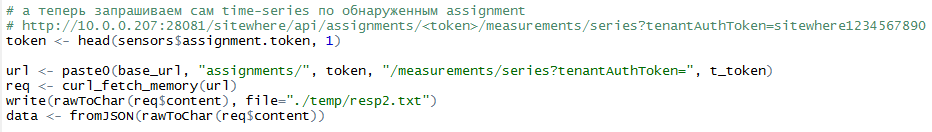 # а теперь запрашиваем сам time-series по обнаруженным assignment
# http://10.0.0.207:28081/sitewhere/api/assignments/<token>/measurements/series?tenantAuthToken=sitewhere1234567890
token <- head(sensors$assignment.token, 1)
url <- paste0(base_url, "assignments/", token, "/measurements/series?tenantAuthToken=", t_token)
req <- curl_fetch_memory(url)
write(rawToChar(req$content), file="./temp/resp2.txt")
data <- fromJSON(rawToChar(req$content))